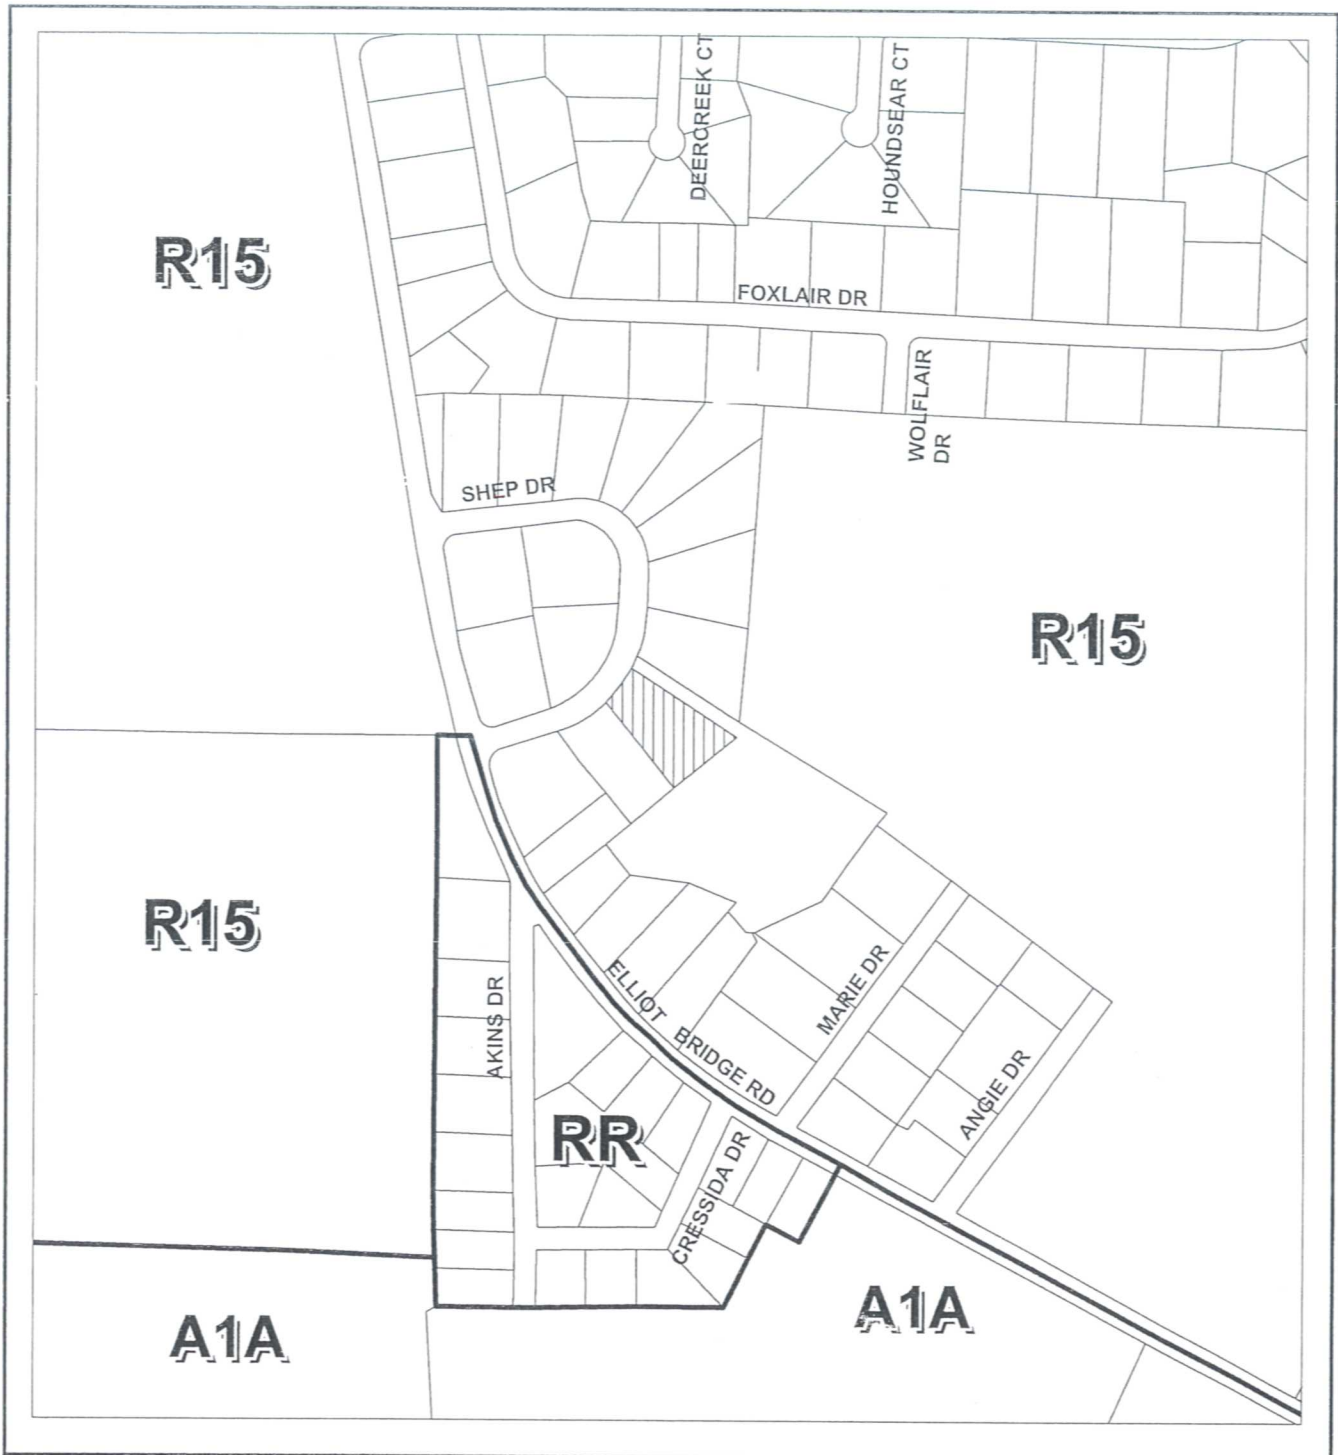 DEERCREEK CT
HOUNDSEAR CT
R15
FOXLAIR DR
WOLFLAIR
DR
SHEP DR
R15
R15
ELLIOT
BRIDGE RD
MARIE DR
AKINS DR
ANGIE DR
RR
CRESSIDA DR
A1A
A1A